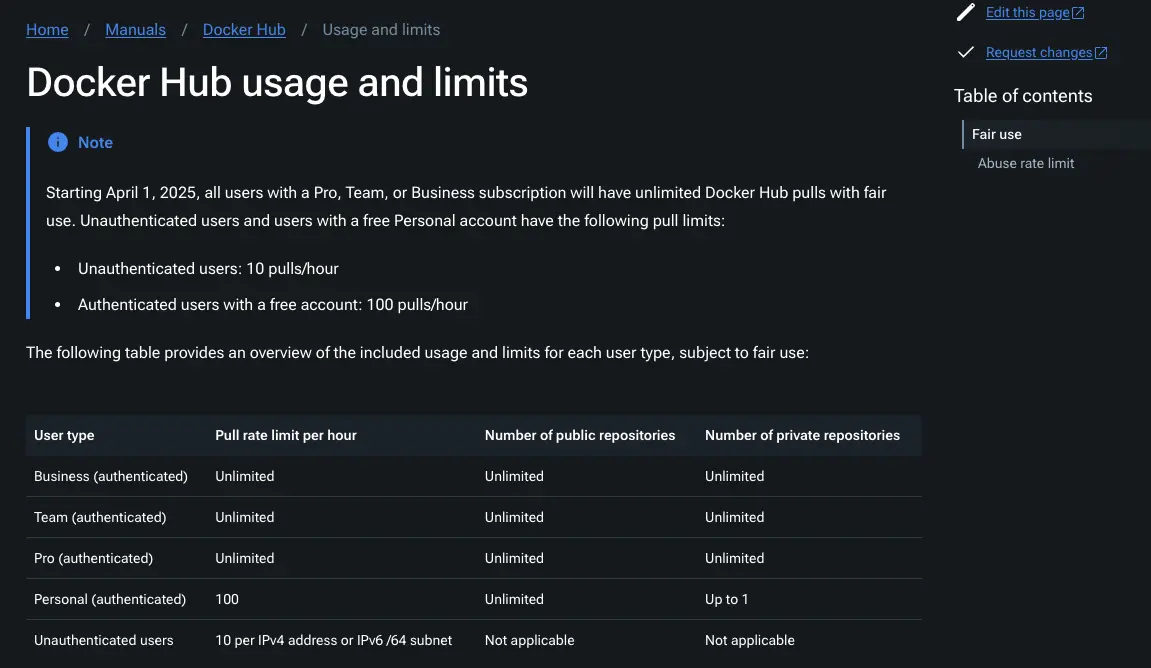 Home / Manuals / Docker Hub / Usage and limits
Docker Hub usage and limits
Note
Starting April 1, 2025, all users with a Pro, Team, or Business subscription will have unlimited Docker Hub pulls with fair
use. Unauthenticated users and users with a free Personal account have the following pull limits:
• Unauthenticated users: 10 pulls/hour
• Authenticated users with a free account: 100 pulls/hour
The following table provides an overview of the included usage and limits for each user type, subject to fair use:
User type Pull rate limit per hour Number of public repositories Number of private repositories
Business (authenticated) Unlimited Unlimited Unlimited
Team (authenticated) Unlimited Unlimited Unlimited
Pro (authenticated) Unlimited Unlimited Unlimited
Personal (authenticated) 100 Unlimited Up to 1
Unauthenticated users 10 per IPv4 address or IPv6 /64 subnet Not applicable Not applicable
Edit this page
Request changes
Table of contents
Fair use
Abuse rate limit